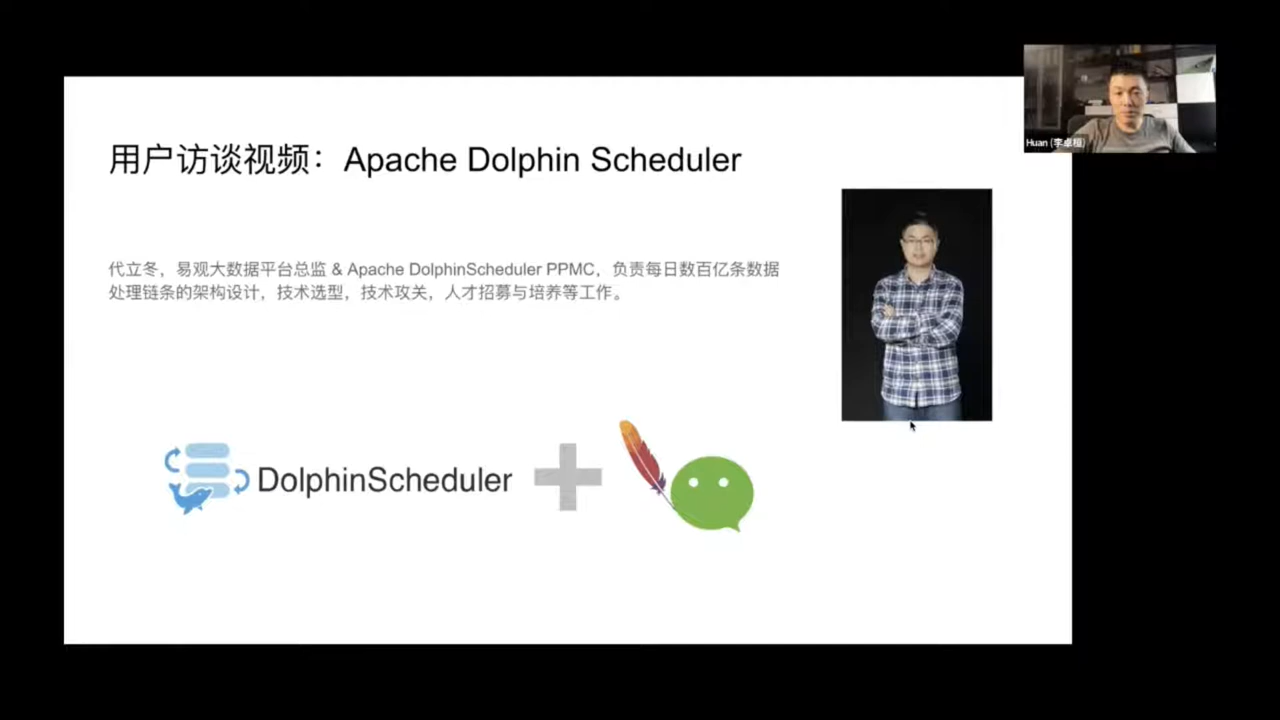 用户访谈视频：Apache Dolphin Scheduler
Huan (李卓桓)
代立冬，易观大数据平台总监 & Apache DolphinScheduler PPMC，负责每日数百亿条数据
处理链条的架构设计，技术选型，技术攻关，人才招募与培养等工作。
DolphinScheduler